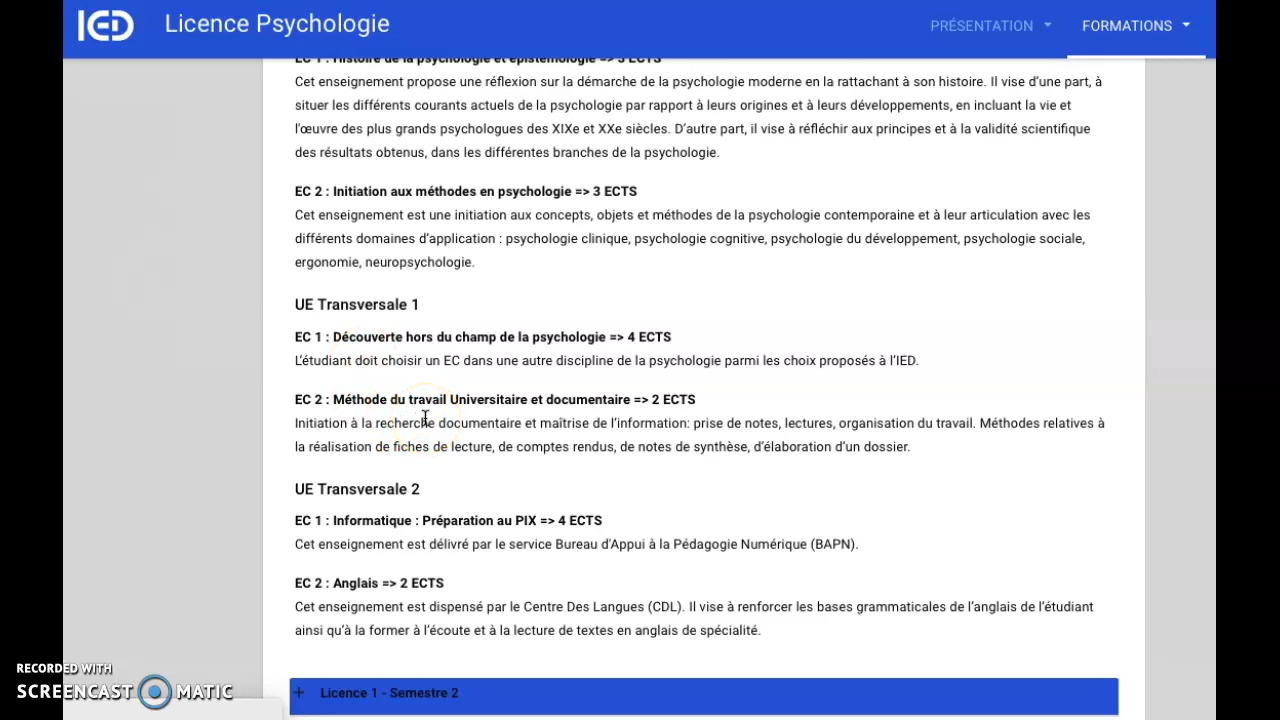 IED
Licence Psychologie
PRÉSENTATION
FORMATIONS
EC 1 : Histoire de la psychologie et épistémologie => 3 ECTS
Cet enseignement propose une réflexion sur la démarche de la psychologie moderne en la rattachant à son histoire. Il vise d’une part, à
situer les différents courants actuels de la psychologie par rapport à leurs origines et à leurs développements, en incluant la vie et
l'œuvre des plus grands psychologues des XIXe et XXe siècles. D’autre part, il vise à réfléchir aux principes et à la validité scientifique
des résultats obtenus, dans les différentes branches de la psychologie.
EC 2 : Initiation aux méthodes en psychologie => 3 ECTS
Cet enseignement est une initiation aux concepts, objets et méthodes de la psychologie contemporaine et à leur articulation avec les
différents domaines d’application : psychologie clinique, psychologie cognitive, psychologie du développement, psychologie sociale,
ergonomie, neuropsychologie.
UE Transversale 1
EC 1 : Découverte hors du champ de la psychologie => 4 ECTS
L’étudiant doit choisir un EC dans une autre discipline de la psychologie parmi les choix proposés à l’IED.
EC 2 : Méthode du travail Universitaire et documentaire => 2 ECTS
Initiation à la recherche documentaire et maîtrise de l’information: prise de notes, lectures, organisation du travail. Méthodes relatives à
la réalisation de fiches de lecture, de comptes rendus, de notes de synthèse, d’élaboration d’un dossier.
UE Transversale 2
EC 1 : Informatique : Préparation au PIX => 4 ECTS
Cet enseignement est délivré par le service Bureau d'Appui à la Pédagogie Numérique (BAPN).
EC 2 : Anglais => 2 ECTS
Cet enseignement est dispensé par le Centre Des Langues (CDL). Il vise à renforcer les bases grammaticales de l’anglais de l’étudiant
ainsi qu’à la former à l’écoute et à la lecture de textes en anglais de spécialité.
+ Licence 1 - Semestre 2
RECORDED WITH
SCREENCAST MATIC